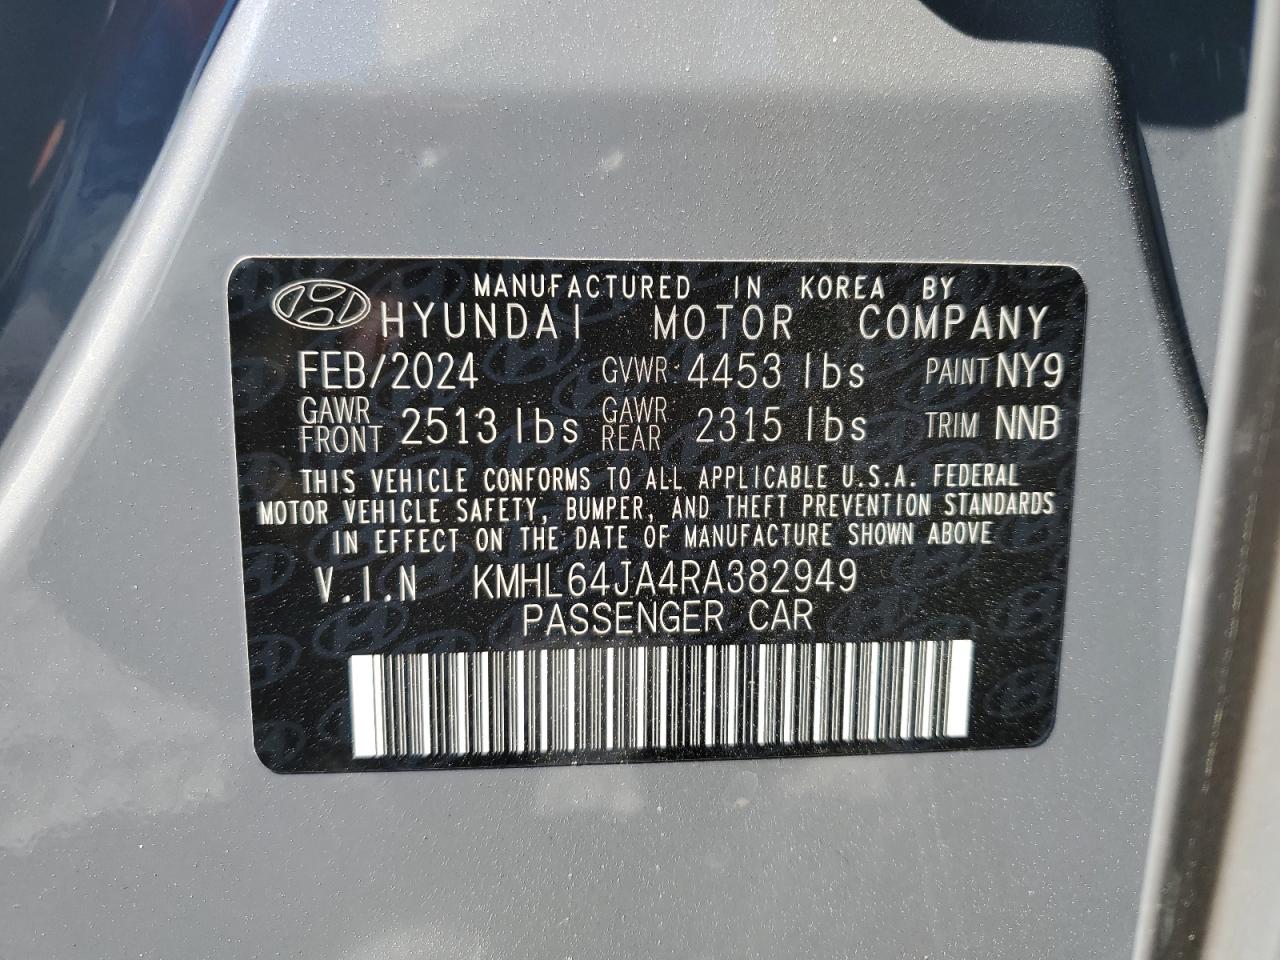 MANUFACTURED IN KOREA BY
HYUNDAI MOTOR COMPANY
FEB/2024 GVWR 4453 lbs PAINT NY9
GAWR FRONT 2513 lbs GAWR REAR 2315 lbs TRIM NNB
THIS VEHICLE CONFORMS TO ALL APPLICABLE U.S.A. FEDERAL
MOTOR VEHICLE SAFETY, BUMPER, AND THEFT PREVENTION STANDARDS
IN EFFECT ON THE DATE OF MANUFACTURE SHOWN ABOVE
V.I.N KMHL64JA4RA382949
PASSENGER CAR